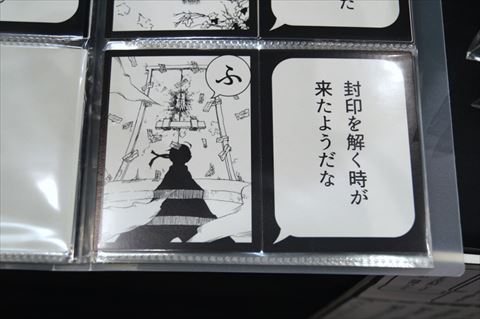 た
ふ
封印を解く時が
来たようだな